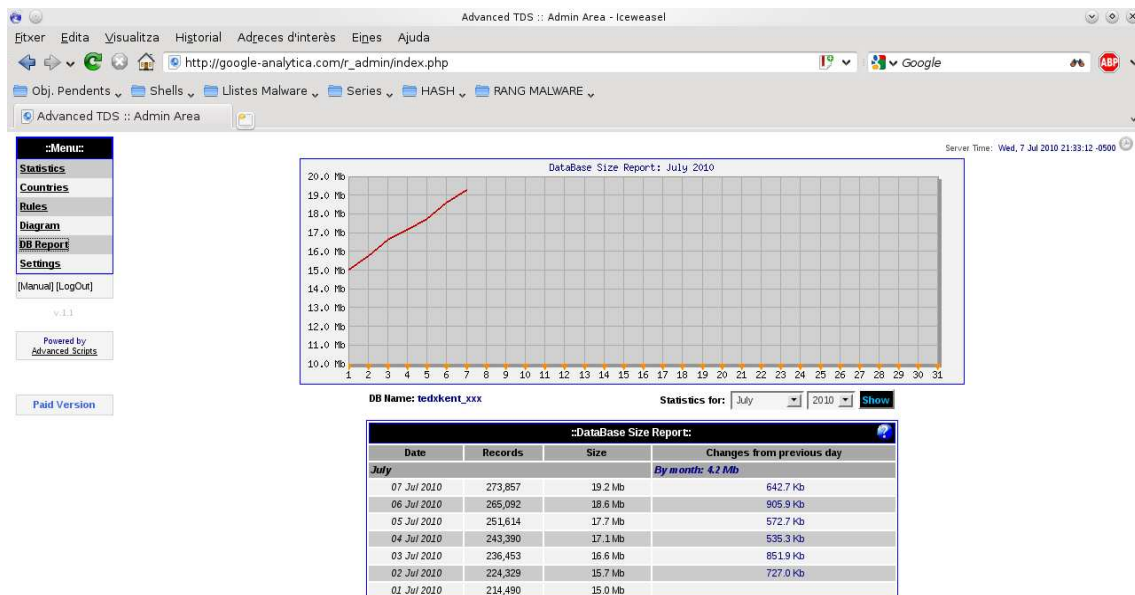 Advanced TDS :: Admin Area - Iceweasel
Fitxer Edita Visualitza Historial Adreces d'interès Eines Ajuda
http://google-analytica.com/r_admin/index.php
Google
ABP
Obj. Pendents Shells Llistes Malware Series HASH RANG MALWARE
Advanced TDS :: Admin Area
::Menu::
Statistics
Countries
Rules
Diagram
DB Report
Settings
[Manual] [LogOut]
v.1.1
Powered by
Advanced Scripts
Paid Version
Server Time: Wed, 7 Jul 2010 21:33:12 -0500
DataBase Size Report: July 2010
20.0 Mb
19.0 Mb
18.0 Mb
17.0 Mb
16.0 Mb
15.0 Mb
14.0 Mb
13.0 Mb
12.0 Mb
11.0 Mb
10.0 Mb
1 2 3 4 5 6 7 8 9 10 11 12 13 14 15 16 17 18 19 20 21 22 23 24 25 26 27 28 29 30 31
DB Name: tedxkent_xxx Statistics for: July 2010 Show
::DataBase Size Report:: ?
Date Records Size Changes from previous day
July By month: 4.2 Mb
07 Jul 2010 273,857 19.2 Mb 642.7 Kb
06 Jul 2010 265,092 18.6 Mb 905.9 Kb
05 Jul 2010 251,614 17.7 Mb 572.7 Kb
04 Jul 2010 243,390 17.1 Mb 535.3 Kb
03 Jul 2010 236,453 16.6 Mb 851.9 Kb
02 Jul 2010 224,329 15.7 Mb 727.0 Kb
01 Jul 2010 214,490 15.0 Mb